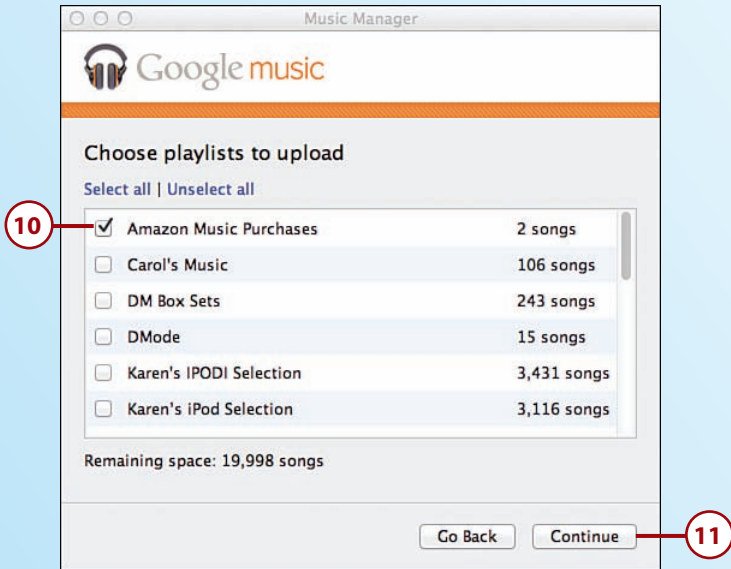 Music Manager
Google music
Choose playlists to upload
Select all | Unselect all
10
Amazon Music Purchases 2 songs
Carol's Music 106 songs
DM Box Sets 243 songs
DMode 15 songs
Karen's IPODI Selection 3,431 songs
Karen's iPod Selection 3,116 songs
Remaining space: 19,998 songs
Go Back Continue
11